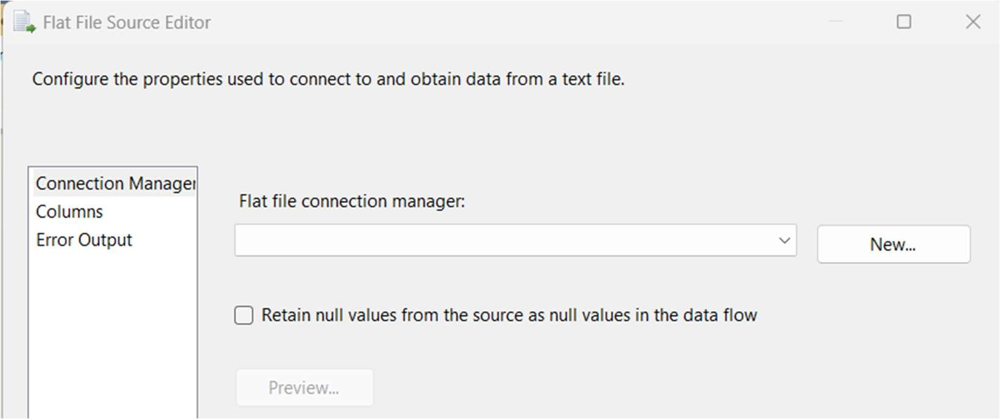 Flat File Source Editor
Configure the properties used to connect to and obtain data from a text file.
Connection Manager
Columns
Error Output
Flat file connection manager:
New...
Retain null values from the source as null values in the data flow
Preview...